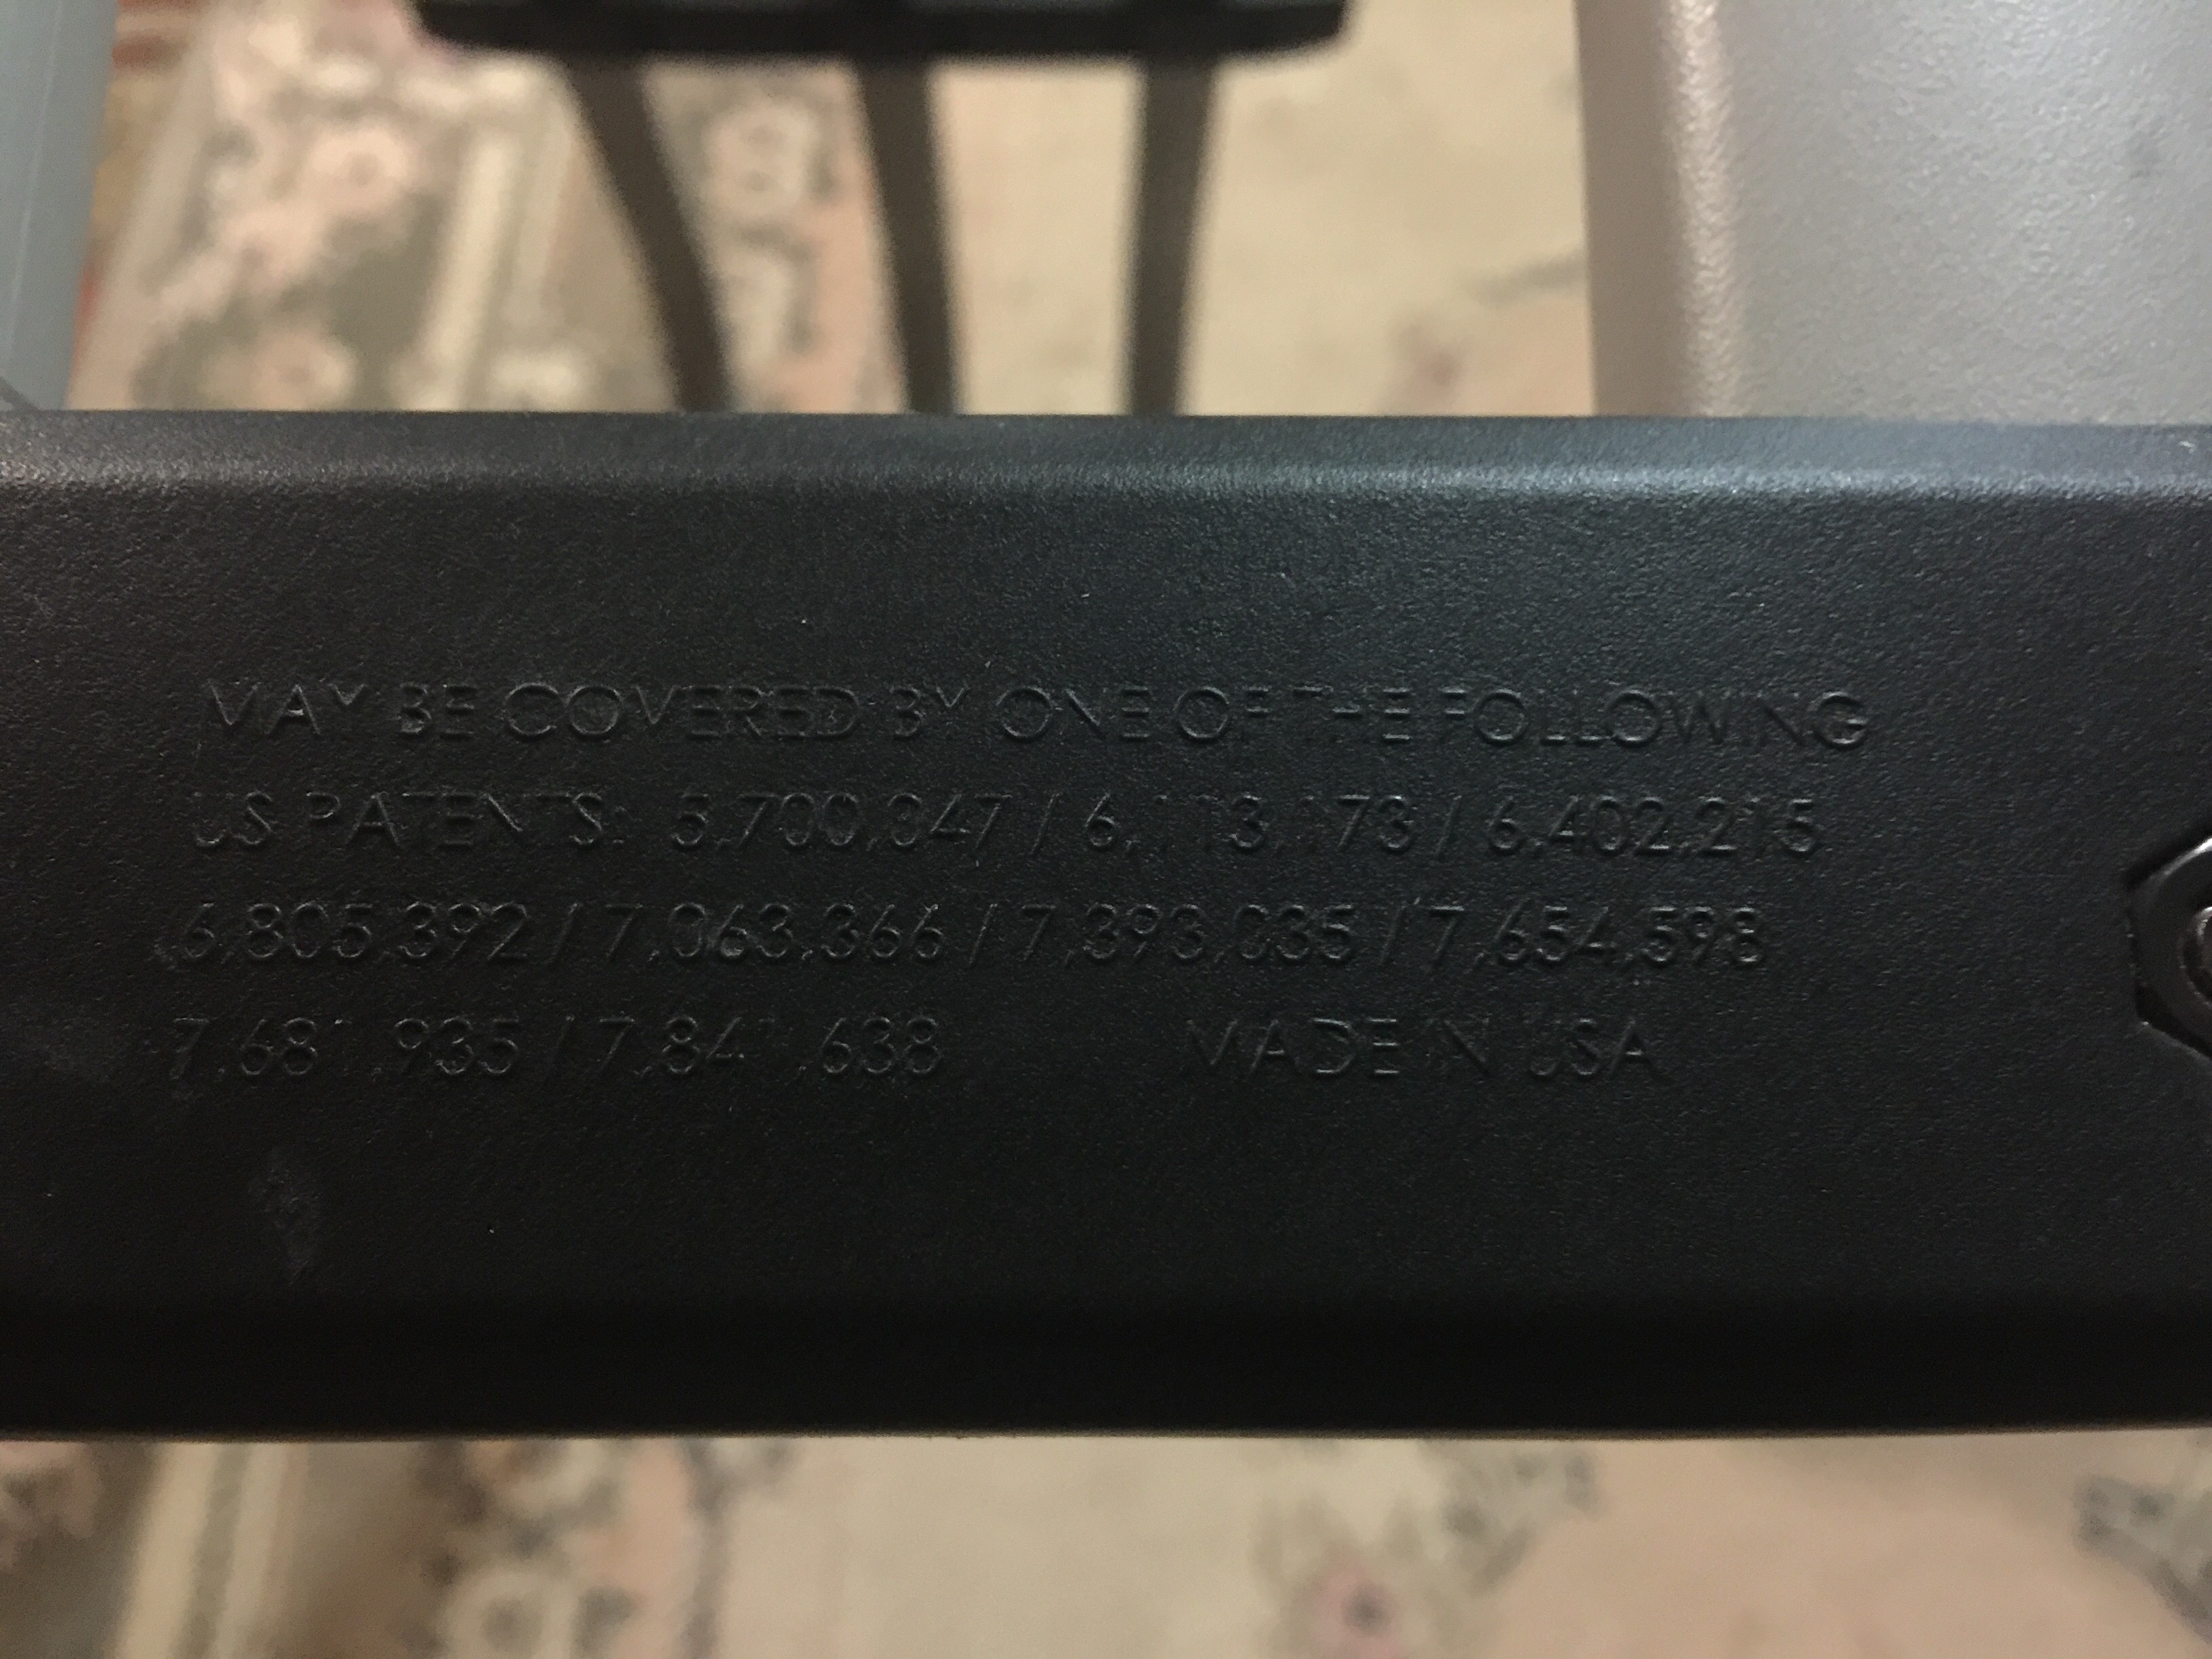 MAY BE COVERED BY ONE OF THE FOLLOWING
US PATENTS: 5,700,347 / 6,113,173 / 6,402,215
6,805,392 / 7,063,366 / 7,393,035 / 7,654,598
7,681,935 / 7,841,638 MADE IN USA